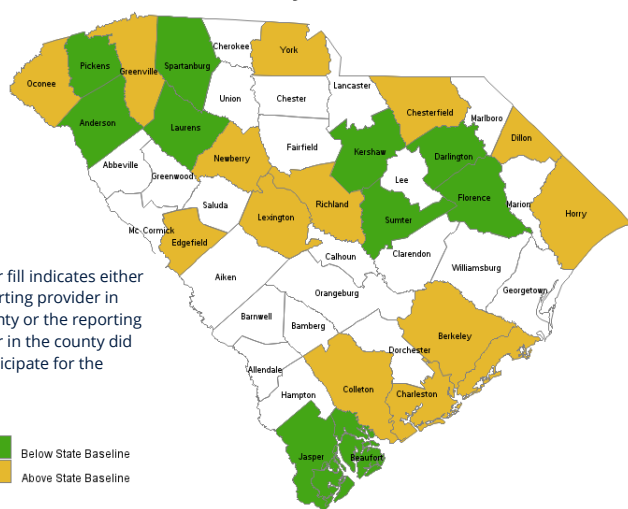 Cherokee
York
Spartanburg
Pickens
Greenville
Oconee
Lancaster
Union
Chester
Chesterfield
Marlboro
Anderson
Laurens
Dillon
Fairfield
Kershaw
Darlington
Newberry
Abbeville
Greenwood
Lee
Florence
Marion
Saluda
Richland
Horry
Lexington
Sumter
Mc Cormick
Edgefield
Calhoun
Clarendon
Williamsburg
Aiken
Georgetown
Orangeburg
Barnwell
Bamberg
Berkeley
Dorchester
Allendale
Colleton
Charleston
Hampton
Jasper
Beaufort
r fill indicates either
rting provider in
nty or the reporting
r in the county did
ticipate for the
Below State Baseline
Above State Baseline